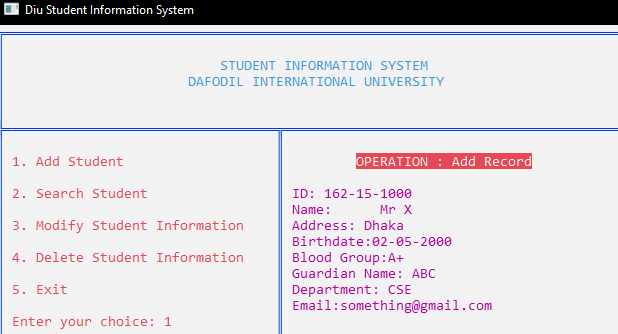 Diu Student Information System
STUDENT INFORMATION SYSTEM
DAFODIL INTERNATIONAL UNIVERSITY
1. Add Student
2. Search Student
3. Modify Student Information
4. Delete Student Information
5. Exit
Enter your choice: 1
OPERATION : Add Record
ID: 162-15-1000
Name:      Mr X
Address: Dhaka
Birthdate:02-05-2000
Blood Group:A+
Guardian Name: ABC
Department: CSE
Email:something@gmail.com